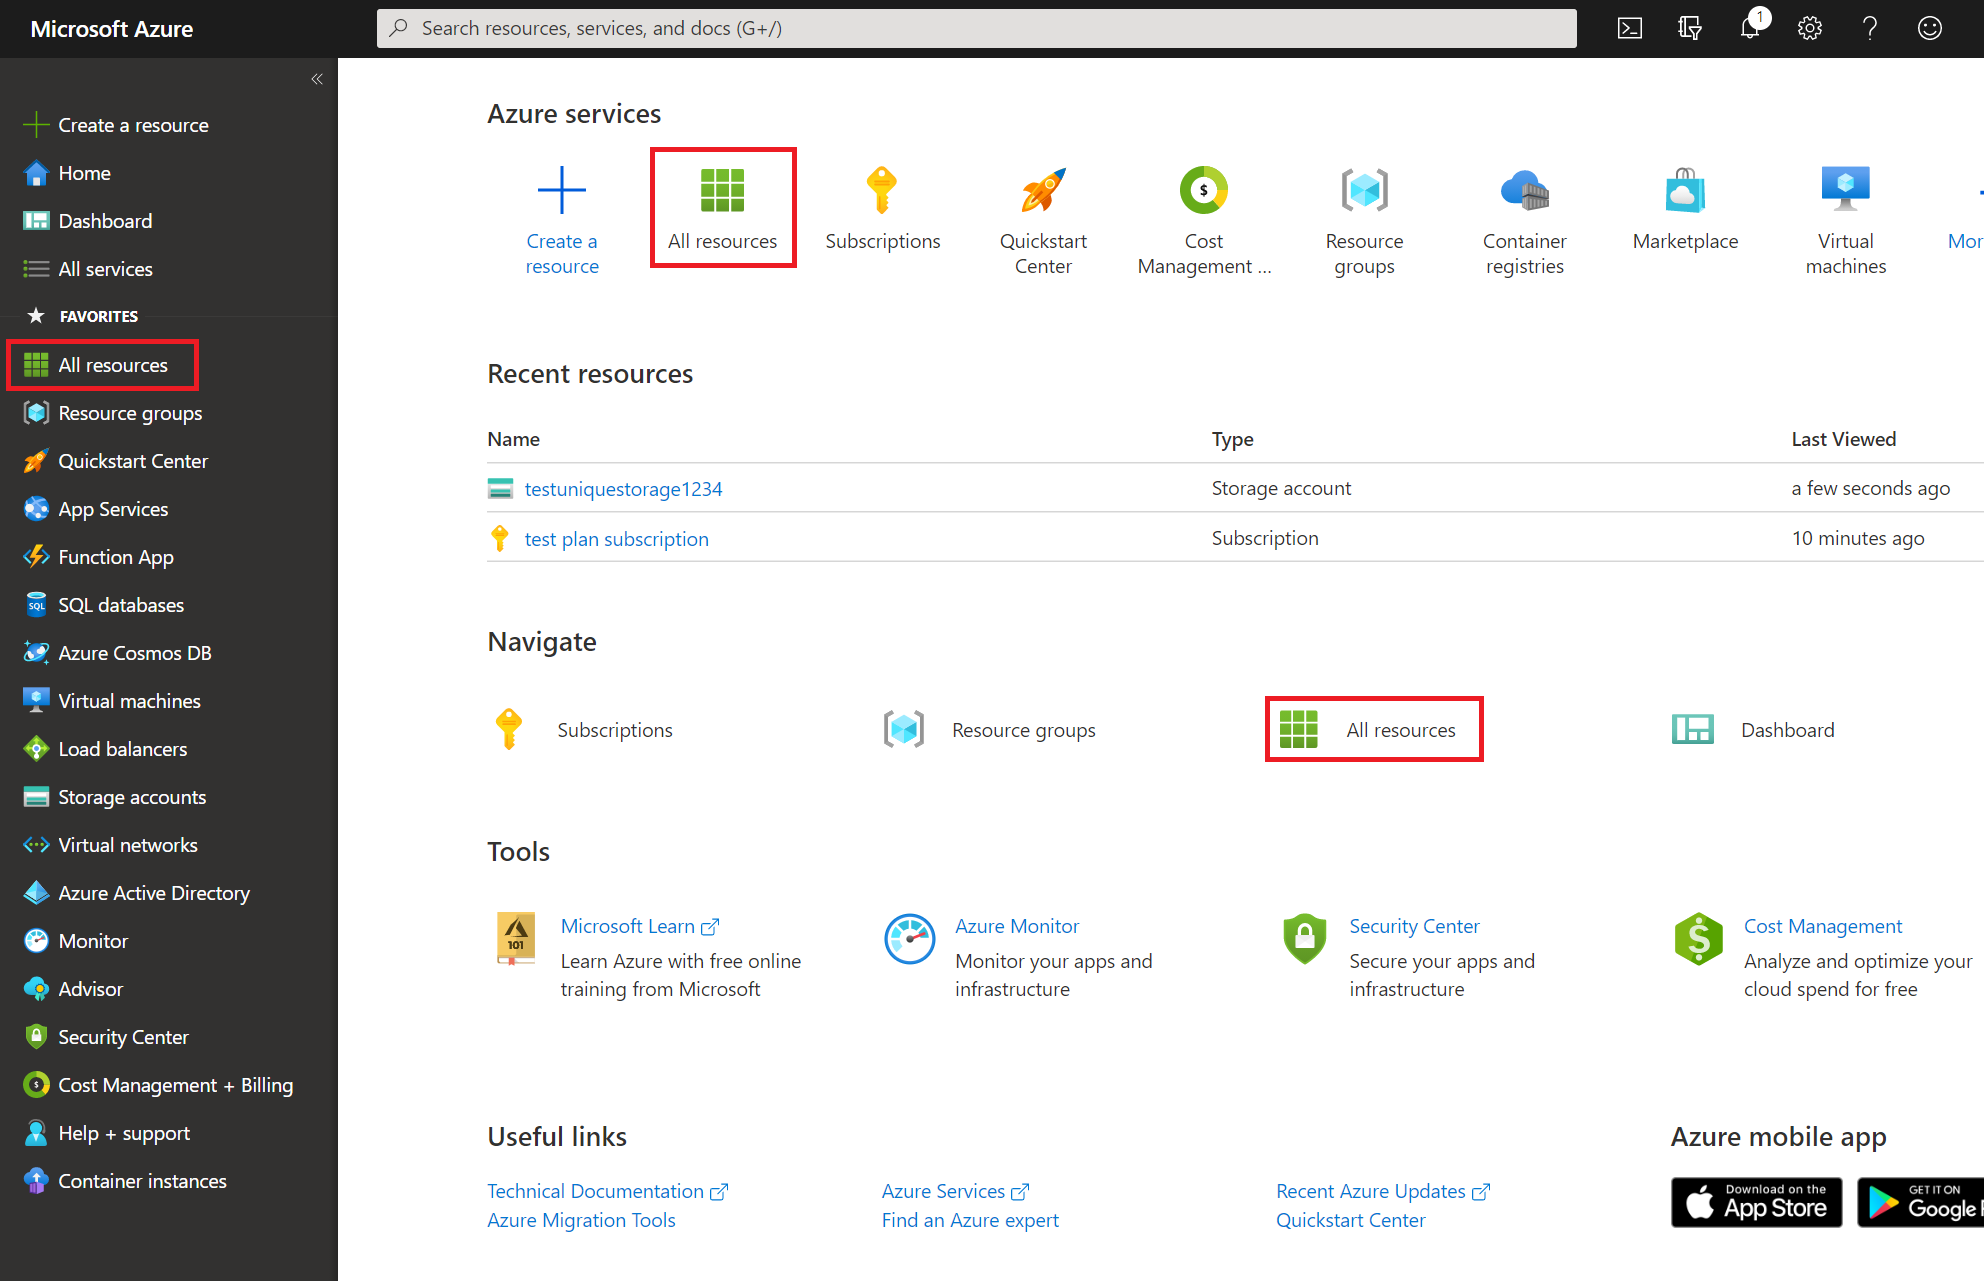 Microsoft Azure
Search resources, services, and docs (G+/)
1
«
Create a resource
Home
Dashboard
All services
FAVORITES
All resources
Resource groups
Quickstart Center
App Services
Function App
SQL
SQL databases
Azure Cosmos DB
Virtual machines
Load balancers
Storage accounts
Virtual networks
Azure Active Directory
Monitor
Advisor
Security Center
Cost Management + Billing
Help + support
Container instances
Azure services
Create a
resource
All resources
Subscriptions
Quickstart
Center
Cost
Management ...
Resource
groups
Container
registries
Marketplace
Virtual
machines
Mor
Recent resources
Name Type Last Viewed
testuniquestorage1234 Storage account a few seconds ago
test plan subscription Subscription 10 minutes ago
Navigate
Subscriptions
Resource groups
All resources
Dashboard
Tools
101
Microsoft Learn
Learn Azure with free online
training from Microsoft
Azure Monitor
Monitor your apps and
infrastructure
Security Center
Secure your apps and
infrastructure
Cost Management
Analyze and optimize your
cloud spend for free
Useful links
Technical Documentation
Azure Migration Tools
Azure Services
Find an Azure expert
Recent Azure Updates
Quickstart Center
Azure mobile app
Download on the
App Store
GET IT ON
Google